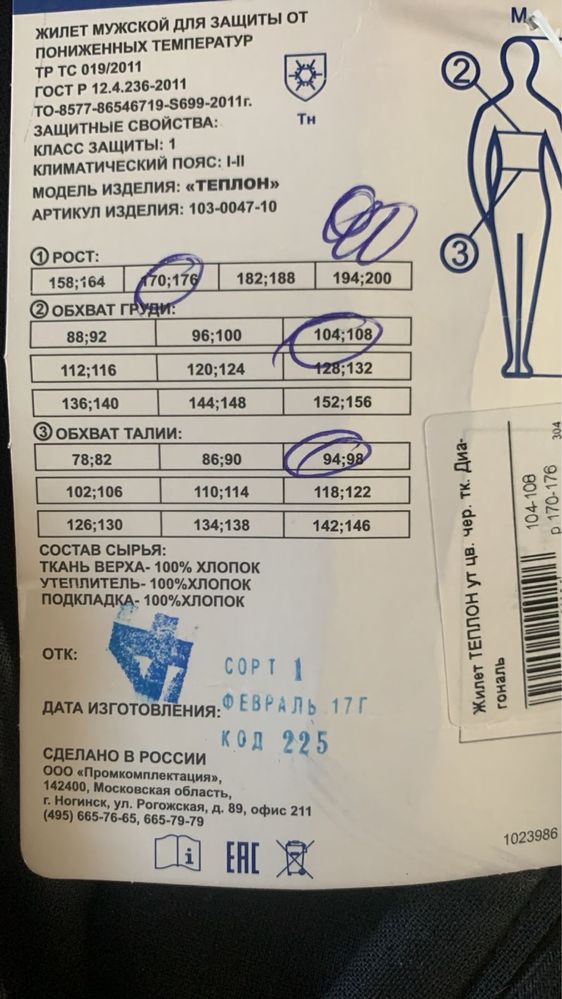 ЖИЛЕТ МУЖСКОЙ ДЛЯ ЗАЩИТЫ ОТ
ПОНИЖЕННЫХ ТЕМПЕРАТУР
ТР ТС 019/2011
ГОСТ Р 12.4.236-2011
ТО-8577-86546719-S699-2011г.
ЗАЩИТНЫЕ СВОЙСТВА:
КЛАСС ЗАЩИТЫ: 1
КЛИМАТИЧЕСКИЙ ПОЯС: I-II
МОДЕЛЬ ИЗДЕЛИЯ: «ТЕПЛОН»
АРТИКУЛ ИЗДЕЛИЯ: 103-0047-10
Тн
М
2
3
1 РОСТ:
158;164 170;176 182;188 194;200
2 ОБХВАТ ГРУДИ:
88;92 96;100 104;108
112;116 120;124 128;132
136;140 144;148 152;156
3 ОБХВАТ ТАЛИИ:
78;82 86;90 94;98
102;106 110;114 118;122
126;130 134;138 142;146
СОСТАВ СЫРЬЯ:
ТКАНЬ ВЕРХА- 100% ХЛОПОК
УТЕПЛИТЕЛЬ- 100%ХЛОПОК
ПОДКЛАДКА- 100%ХЛОПОК
ОТК:
СОРТ 1
ДАТА ИЗГОТОВЛЕНИЯ: ФЕВРАЛЬ 17Г
КОД 225
СДЕЛАНО В РОССИИ
ООО «Промкомплектация»,
142400, Московская область,
г. Ногинск, ул. Рогожская, д. 89, офис 211
(495) 665-76-65, 665-79-79
EAC
1023986
Жилет ТЕПЛОН ут цв. чер. тк. Диа-
гональ
104-108
р 170-176
304